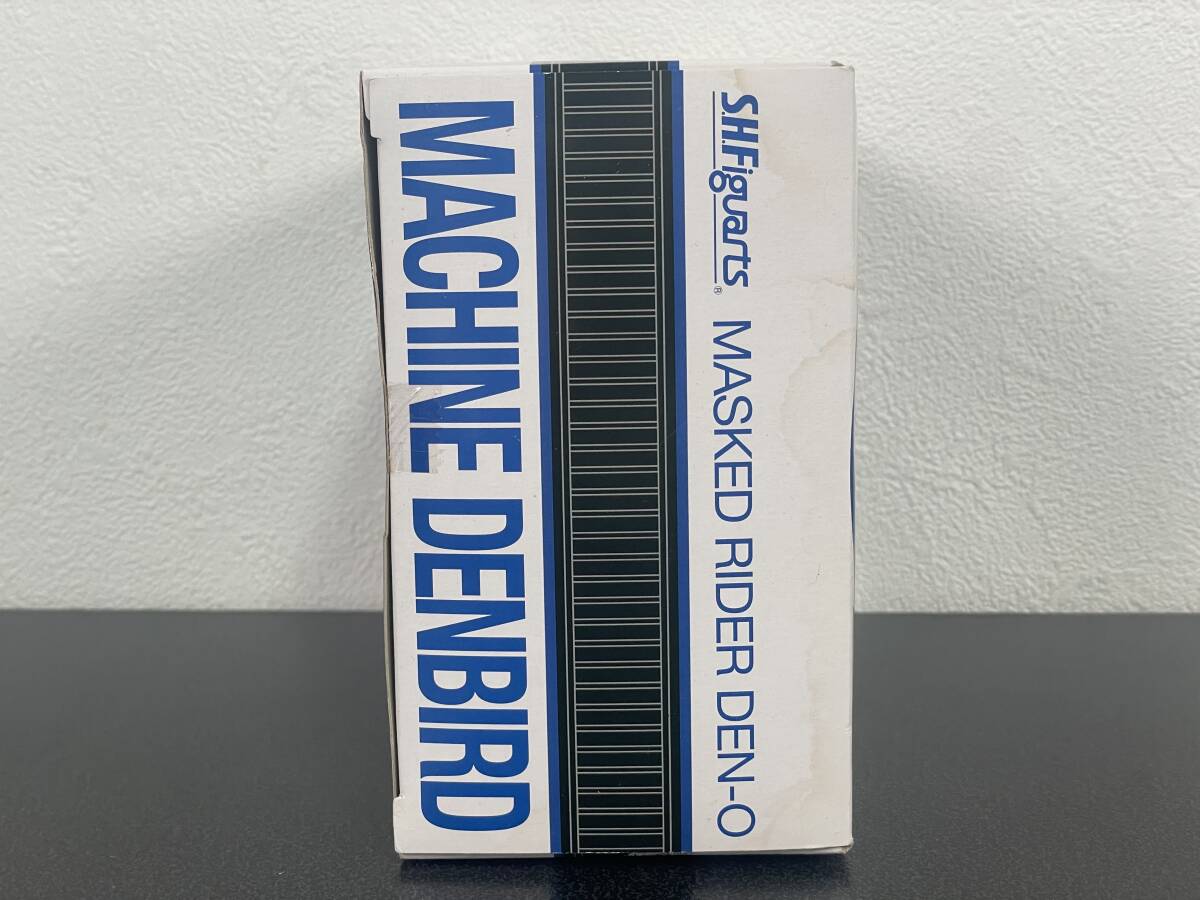 S.H.Figuarts® MASKED RIDER DEN-O
MACHINE DENBIRD